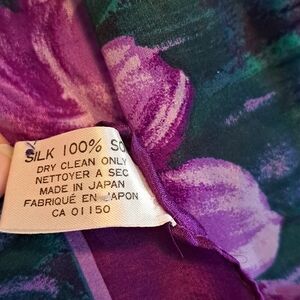 SILK 100% SO
DRY CLEAN ONLY
NETTOYER A SEC
MADE IN JAPAN
FABRIQUÉ EN JAPON
CA 01150